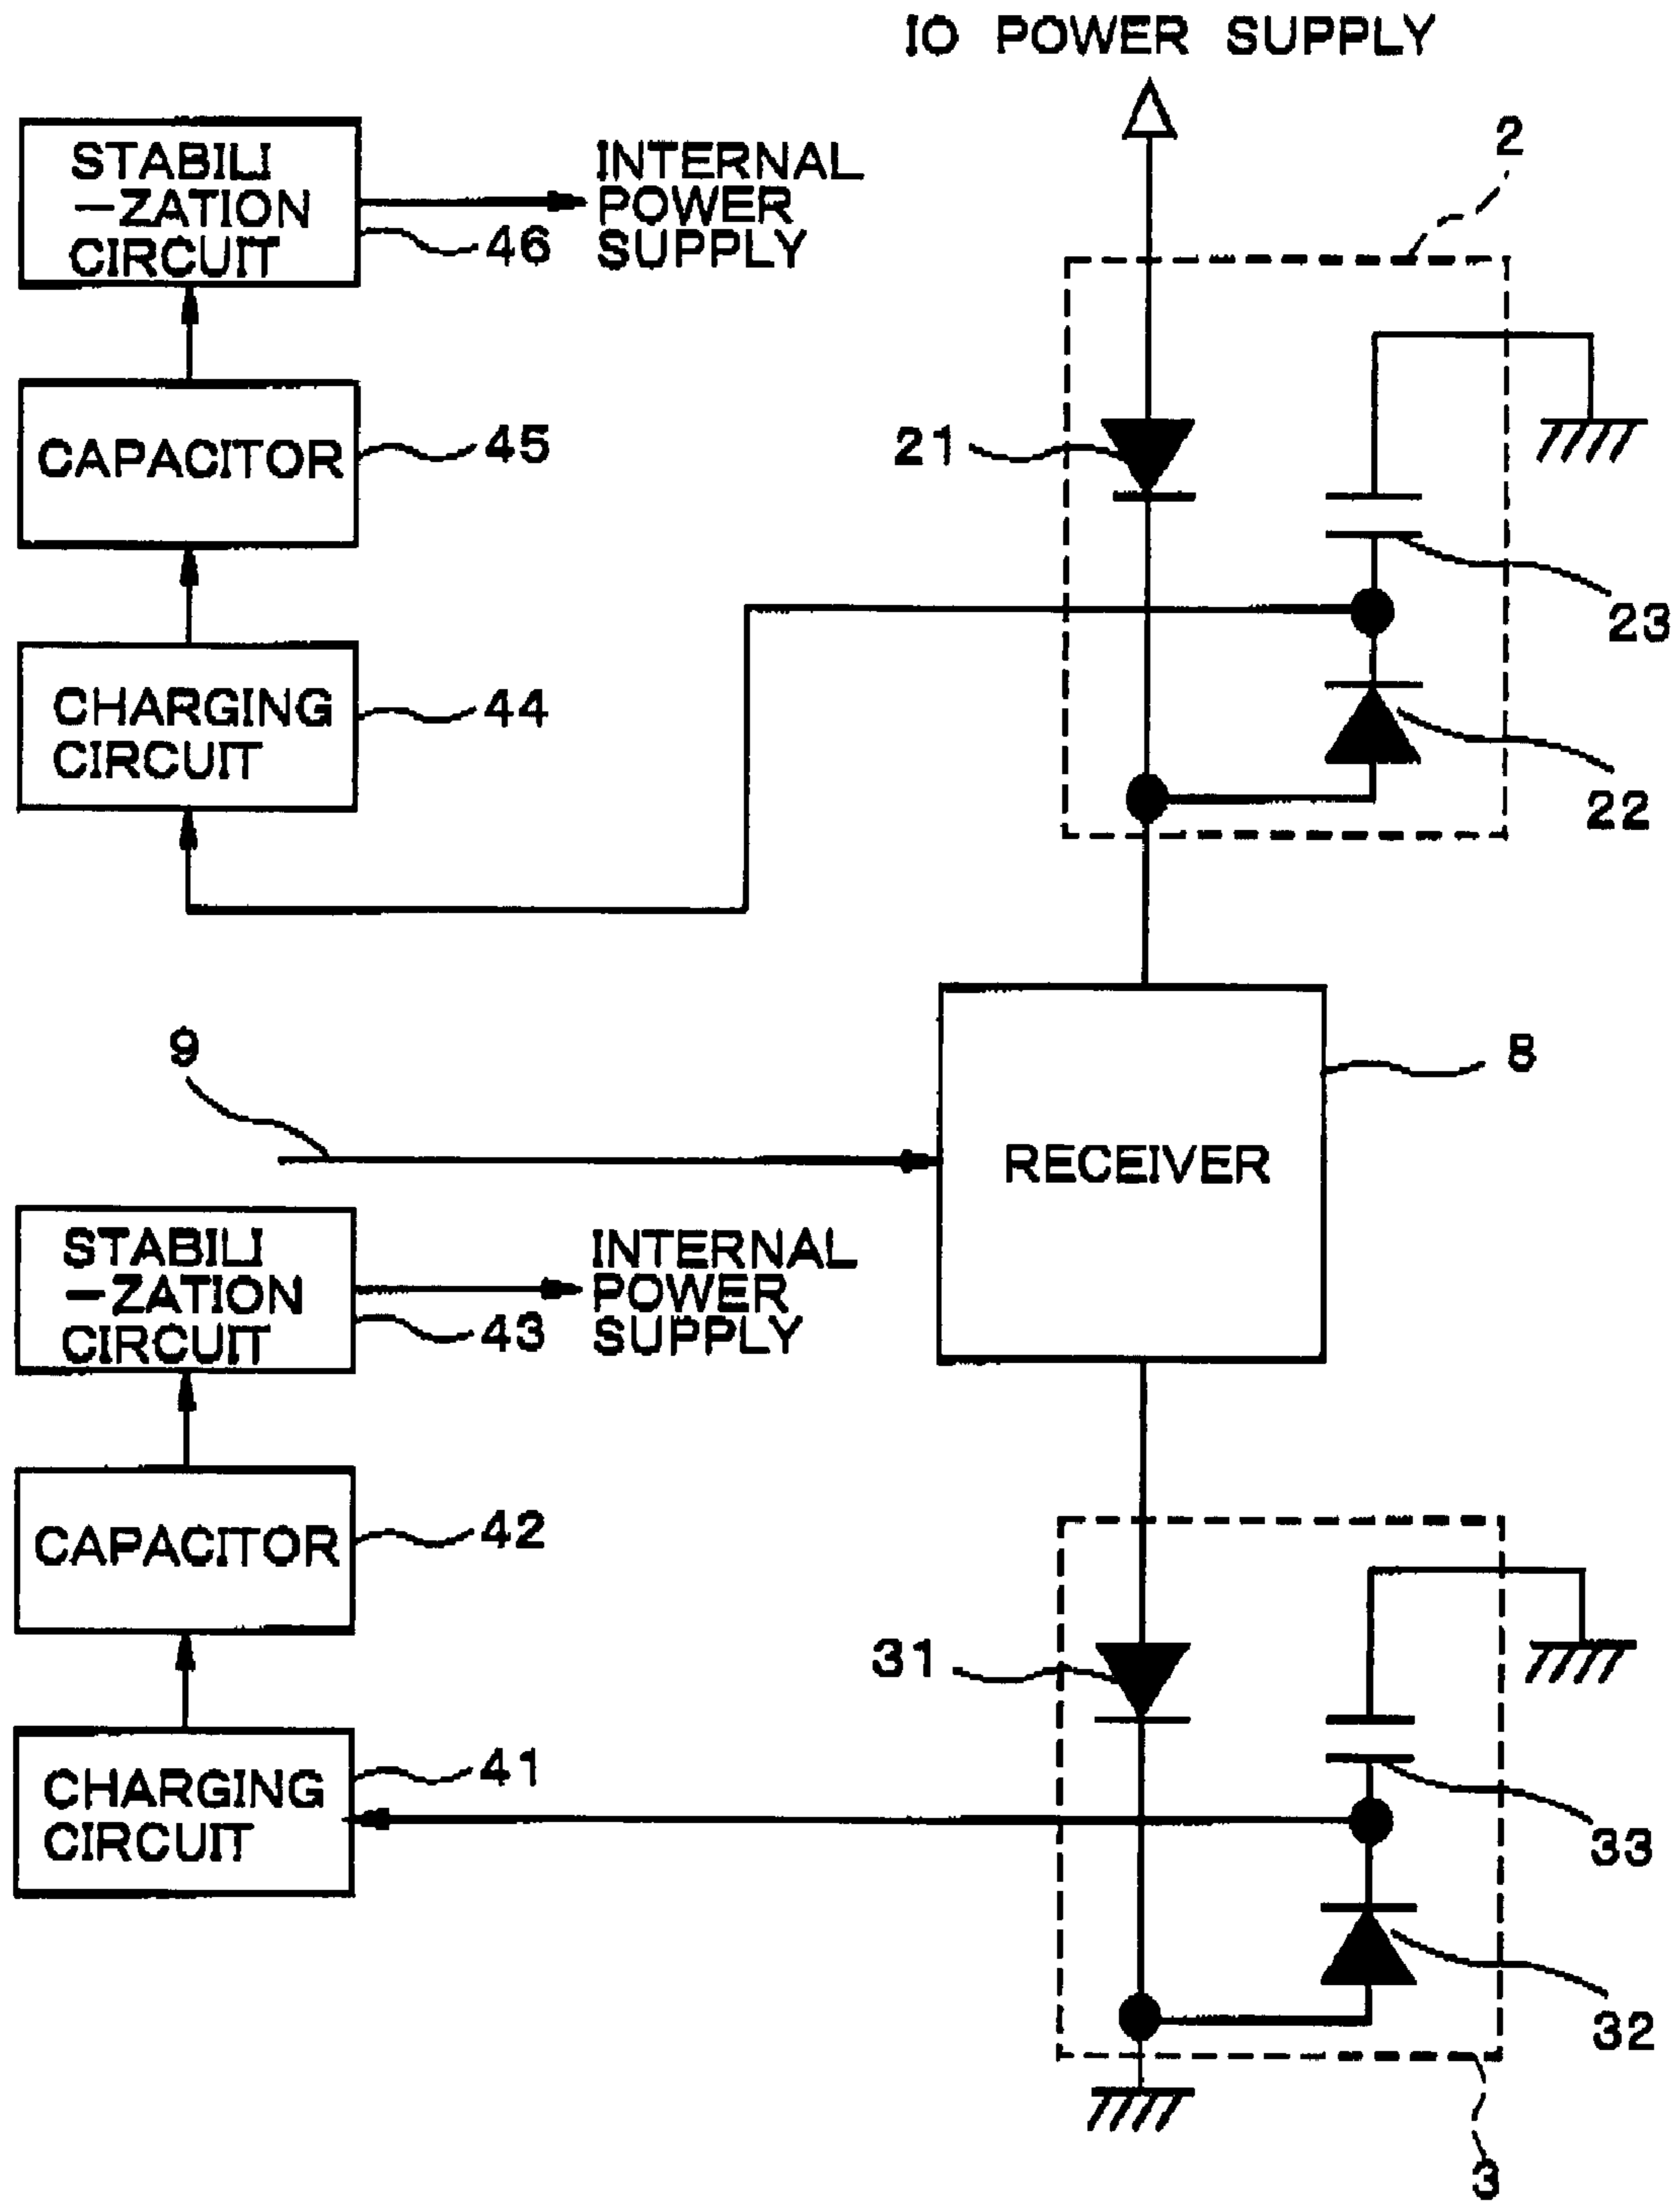 IO POWER SUPPLY
2
STABILI
-ZATION
CIRCUIT
46
INTERNAL
POWER
SUPPLY
CAPACITOR
45
21
23
CHARGING
CIRCUIT
44
22
9
8
RECEIVER
STABILI
-ZATION
CIRCUIT
43
INTERNAL
POWER
SUPPLY
CAPACITOR
42
31
CHARGING
CIRCUIT
41
33
32
3